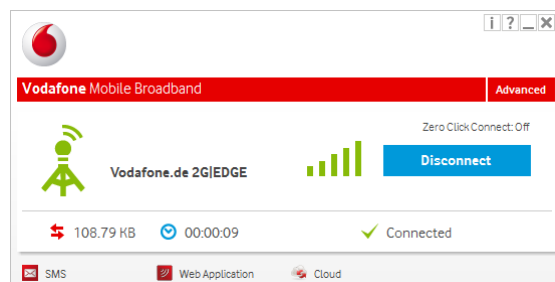 i ? _ X
Vodafone Mobile Broadband Advanced
Zero Click Connect: Off
Vodafone.de 2G|EDGE Disconnect
108.79 KB 00:00:09 Connected
SMS Web Application Cloud